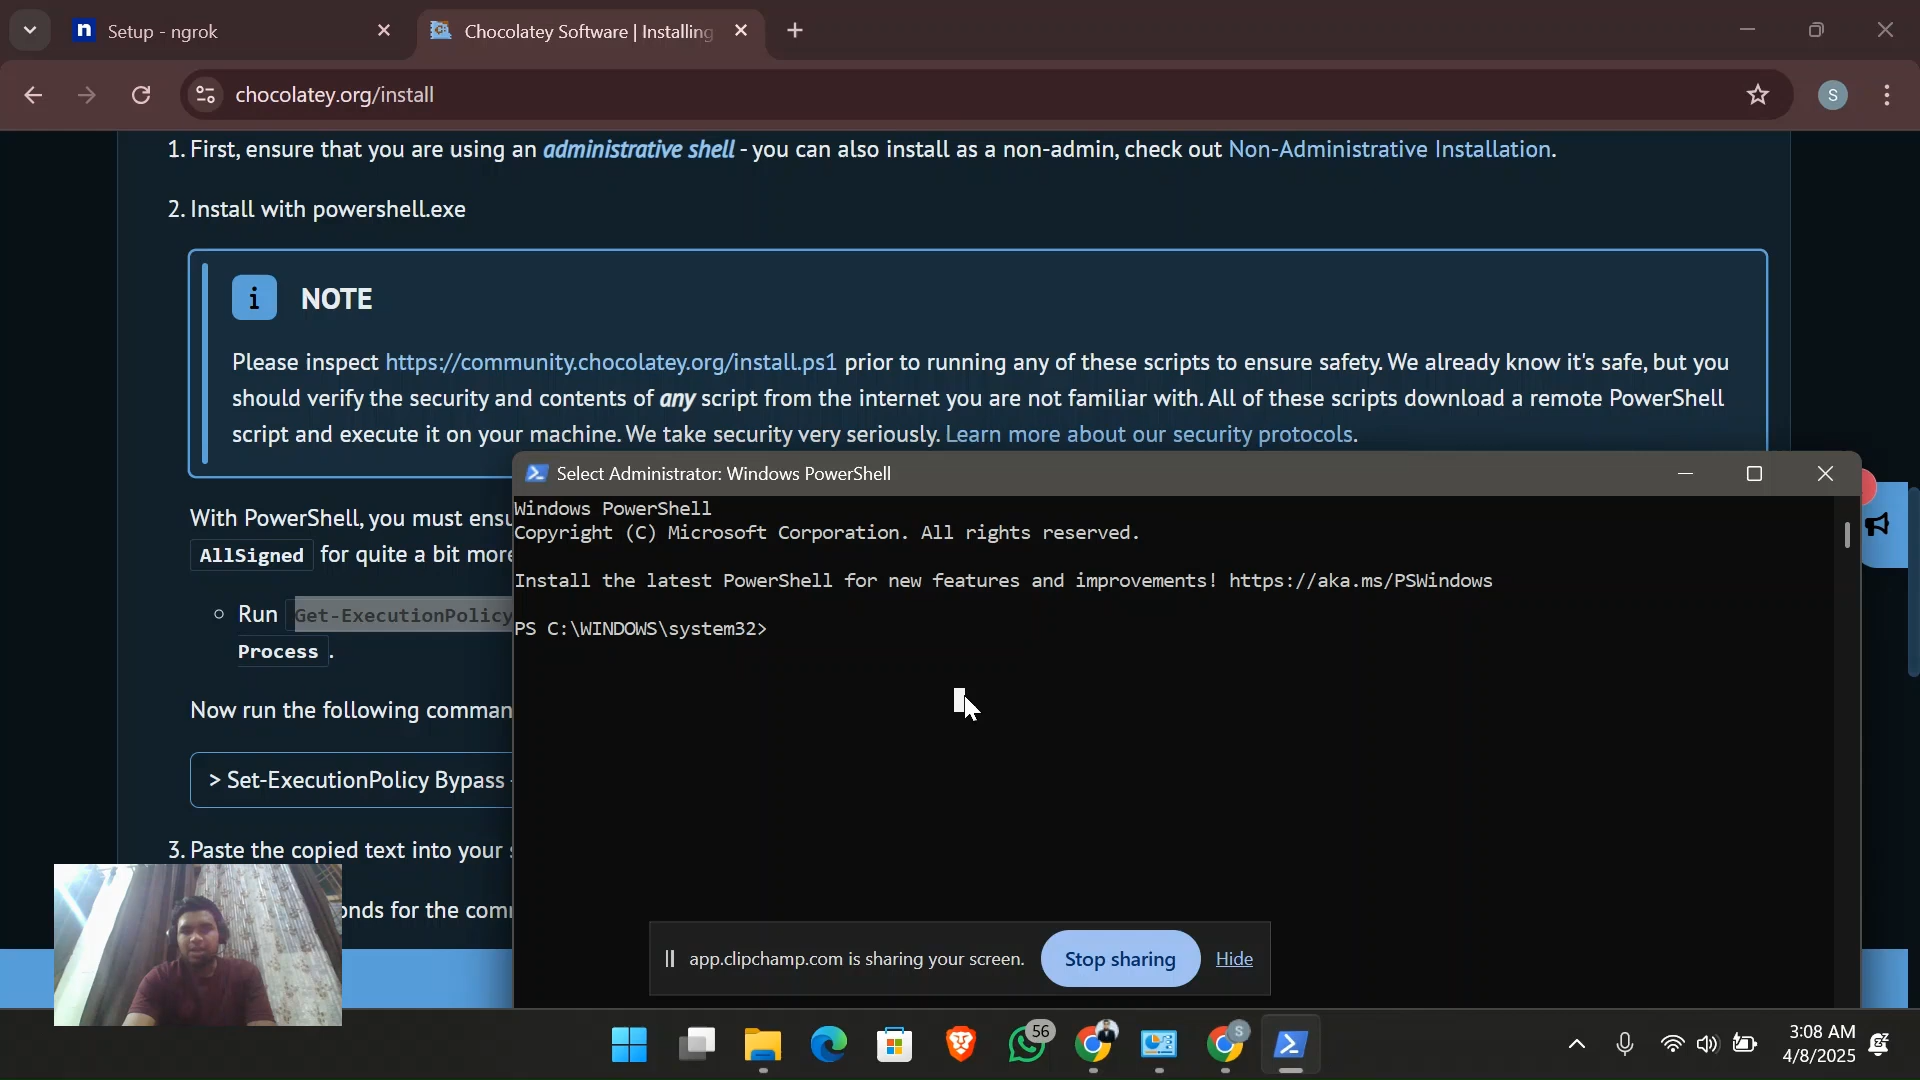 Setup - ngrok
Chocolatey Software | Installing
chocolatey.org/install
S
1. First, ensure that you are using an administrative shell - you can also install as a non-admin, check out Non-Administrative Installation.
2. Install with powershell.exe
NOTE
Please inspect https://community.chocolatey.org/install.ps1 prior to running any of these scripts to ensure safety. We already know it's safe, but you
should verify the security and contents of any script from the internet you are not familiar with. All of these scripts download a remote PowerShell
script and execute it on your machine. We take security very seriously. Learn more about our security protocols.
With PowerShell, you must ensu
AllSigned for quite a bit more
Run Get-ExecutionPolicy
Process .
Now run the following comman
> Set-ExecutionPolicy Bypass -
3. Paste the copied text into your s
onds for the com
Select Administrator: Windows PowerShell
Windows PowerShell
Copyright (C) Microsoft Corporation. All rights reserved.
Install the latest PowerShell for new features and improvements! https://aka.ms/PSWindows
PS C:\WINDOWS\system32>
app.clipchamp.com is sharing your screen.
Stop sharing
Hide
56
S
3:08 AM
4/8/2025